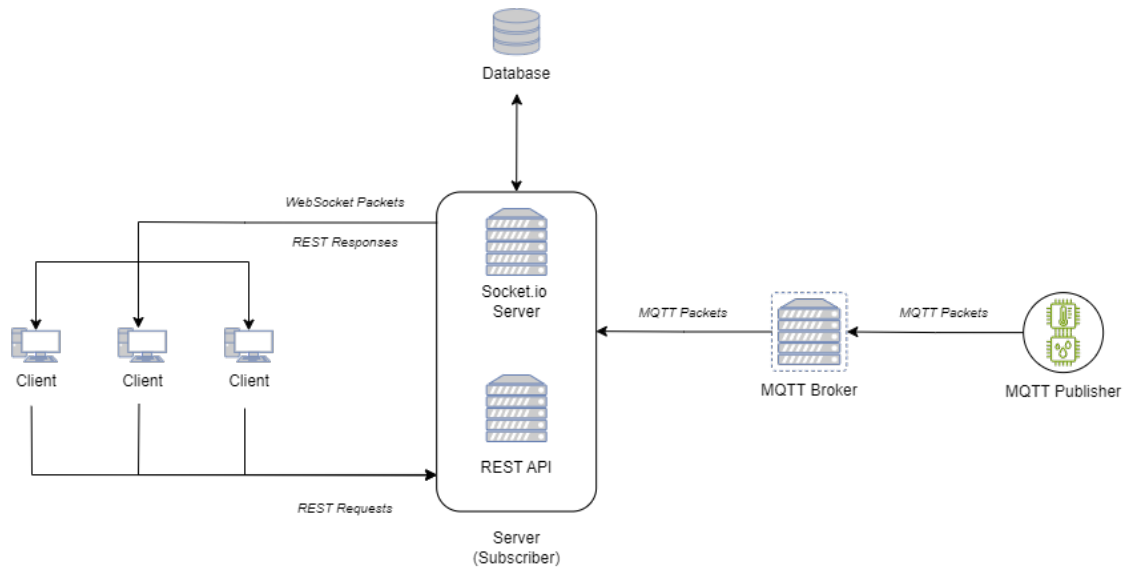 Database
WebSocket Packets
REST Responses
Socket.io
Server
MQTT Packets
MQTT Packets
Client
Client
Client
MQTT Broker
MQTT Publisher
REST API
REST Requests
Server
(Subscriber)